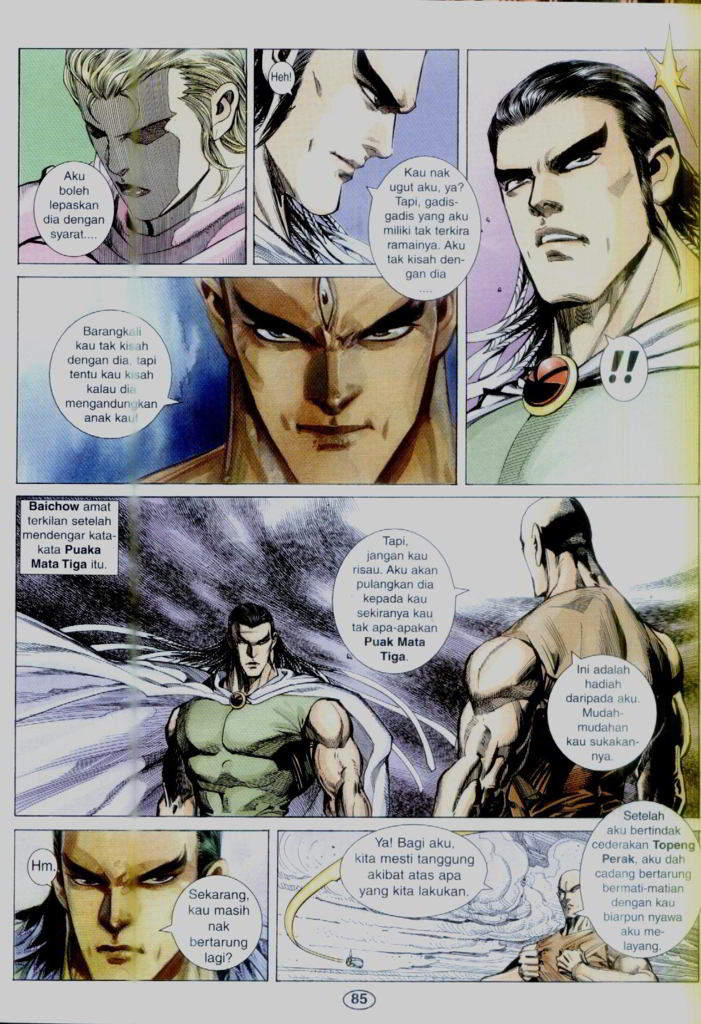 Aku
boleh
lepaskan
dia dengan
syarat....
Heh!
Kau nak
ugut aku, ya?
Tapi, gadis-
gadis yang aku
miliki tak terkira
ramainya. Aku
tak kisah den-
gan dia
....
!!
Barangkali
kau tak kisah
dengan dia, tapi
tentu kau kisah
kalau dia
mengandungkan
anak kau!
Baichow amat
terkilan setelah
mendengar kata-
kata Puaka
Mata Tiga itu.
Tapi,
jangan kau
risau. Aku akan
pulangkan dia
kepada kau
sekiranya kau
tak apa-apakan
Puak Mata
Tiga.
Ini adalah
hadiah
daripada aku.
Mudah-
mudahan
kau sukakan-
nya.
Hm.
Sekarang,
kau masih
nak
bertarung
lagi?
Ya! Bagi aku,
kita mesti tanggung
akibat atas apa
yang kita lakukan.
Setelah
aku bertindak
cederakan Topeng
Perak, aku dah
cadang bertarung
bermati-matian
dengan kau
biarpun nyawa
aku me-
layang.
85